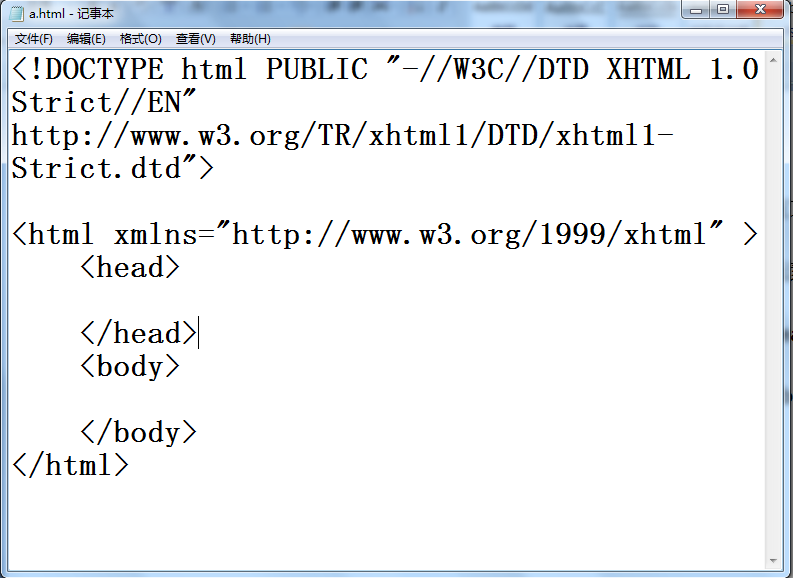 a.html - 记事本
文件(F) 编辑(E) 格式(O) 查看(V) 帮助(H)
<!DOCTYPE html PUBLIC "-//W3C//DTD XHTML 1.0
Strict//EN"
http://www.w3.org/TR/xhtml1/DTD/xhtml1-
Strict.dtd">
<html xmlns="http://www.w3.org/1999/xhtml" >
<head>
</head>
<body>
</body>
</html>